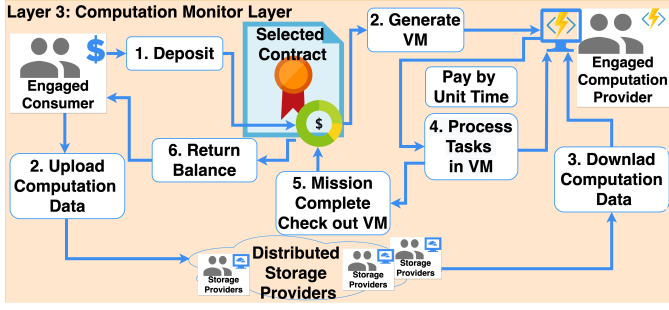 Layer 3: Computation Monitor Layer
$
Engaged
Consumer
1. Deposit
Selected
Contract
$
2. Generate
VM
Engaged
Computation
Provider
Pay by
Unit Time
4. Process
Tasks
in VM
6. Return
Balance
2. Upload
Computation
Data
5. Mission
Complete
Check out VM
3. Downlad
Computation
Data
Distributed
Storage
Providers
Storage
Providers
Storage
Providers
Storage
Providers